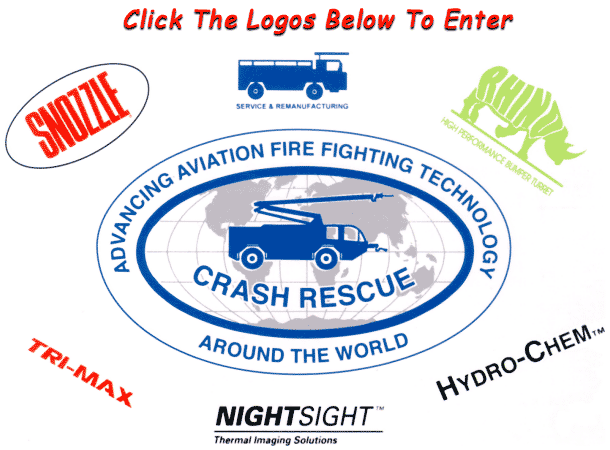 Click The Logos Below To Enter
SNOZZLE
SERVICE & REMANUFACTURING
RHINO
HIGH PERFORMANCE BUMPER TURRET
ADVANCING AVIATION FIRE FIGHTING TECHNOLOGY
CRASH RESCUE
AROUND THE WORLD
TRI-MAX
HYDRO-CHEM™
NIGHTSIGHT™
Thermal Imaging Solutions